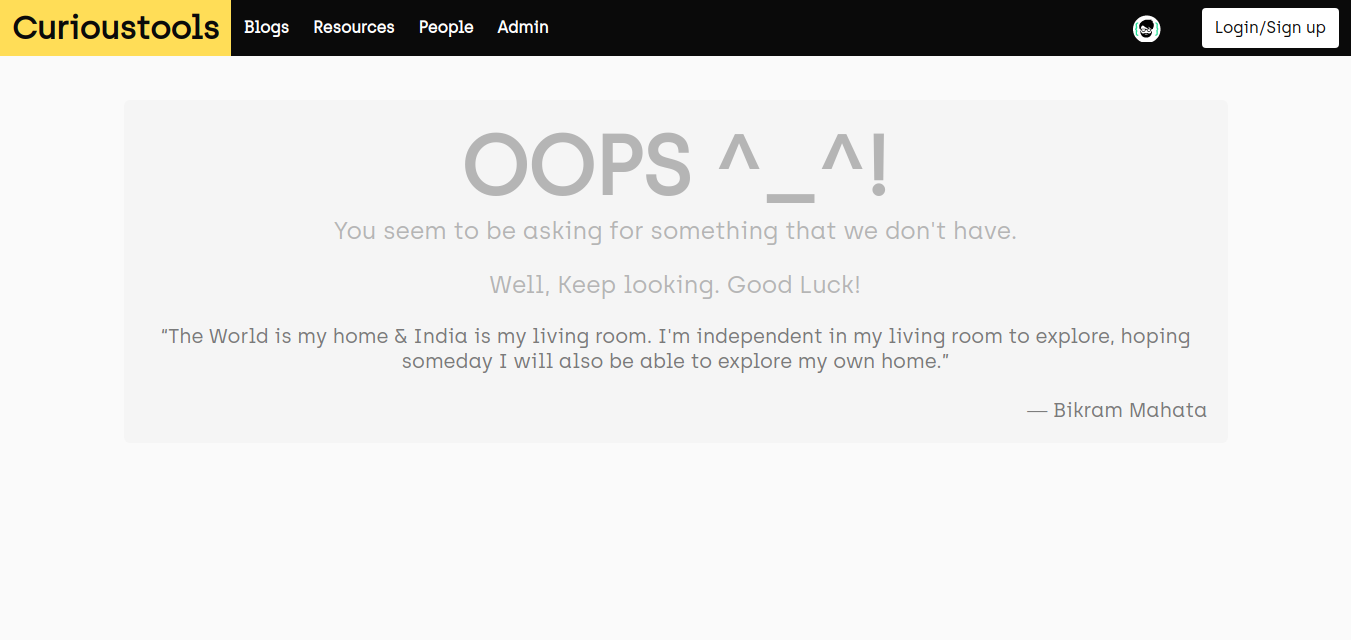 Curioustools Blogs Resources People Admin Login/Sign up
OOPS ^_^!
You seem to be asking for something that we don't have.
Well, Keep looking. Good Luck!
“The World is my home & India is my living room. I'm independent in my living room to explore, hoping
someday I will also be able to explore my own home.”
— Bikram Mahata